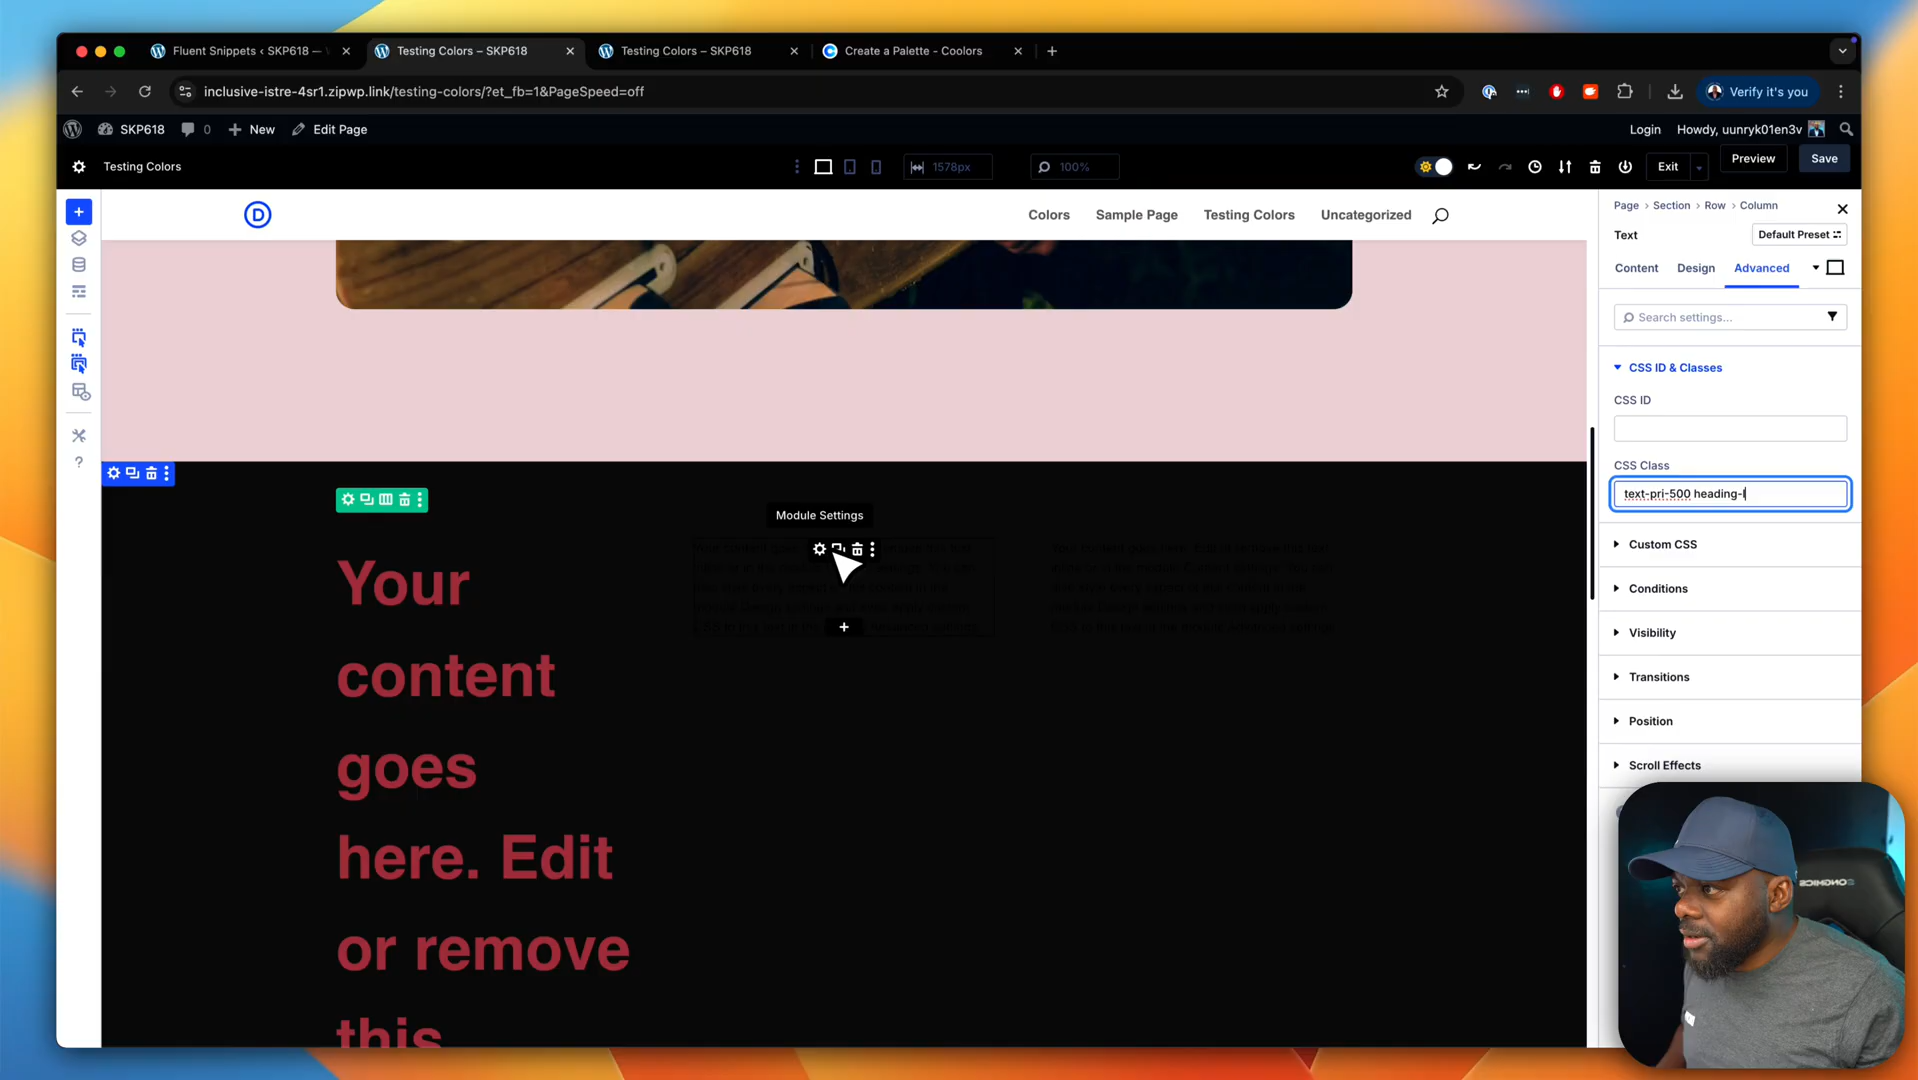 Fluent Snippets ‹ SKP618 —
Testing Colors – SKP618
Testing Colors – SKP618
Create a Palette - Coolors
inclusive-istre-4sr1.zipwp.link/testing-colors/?et_fb=1&PageSpeed=off
Verify it's you
SKP618
0
New
Edit Page
Login
Howdy, uunryk01en3v
Testing Colors
1578px
100%
Exit
Preview
Save
D
Colors
Sample Page
Testing Colors
Uncategorized
Page > Section > Row > Column
Text
Default Preset
Content
Design
Advanced
Search settings...
CSS ID & Classes
CSS ID
CSS Class
text-pri-500 heading-l
Custom CSS
Conditions
Visibility
Transitions
Position
Scroll Effects
Module Settings
Your
content
goes
here. Edit
or remove
this